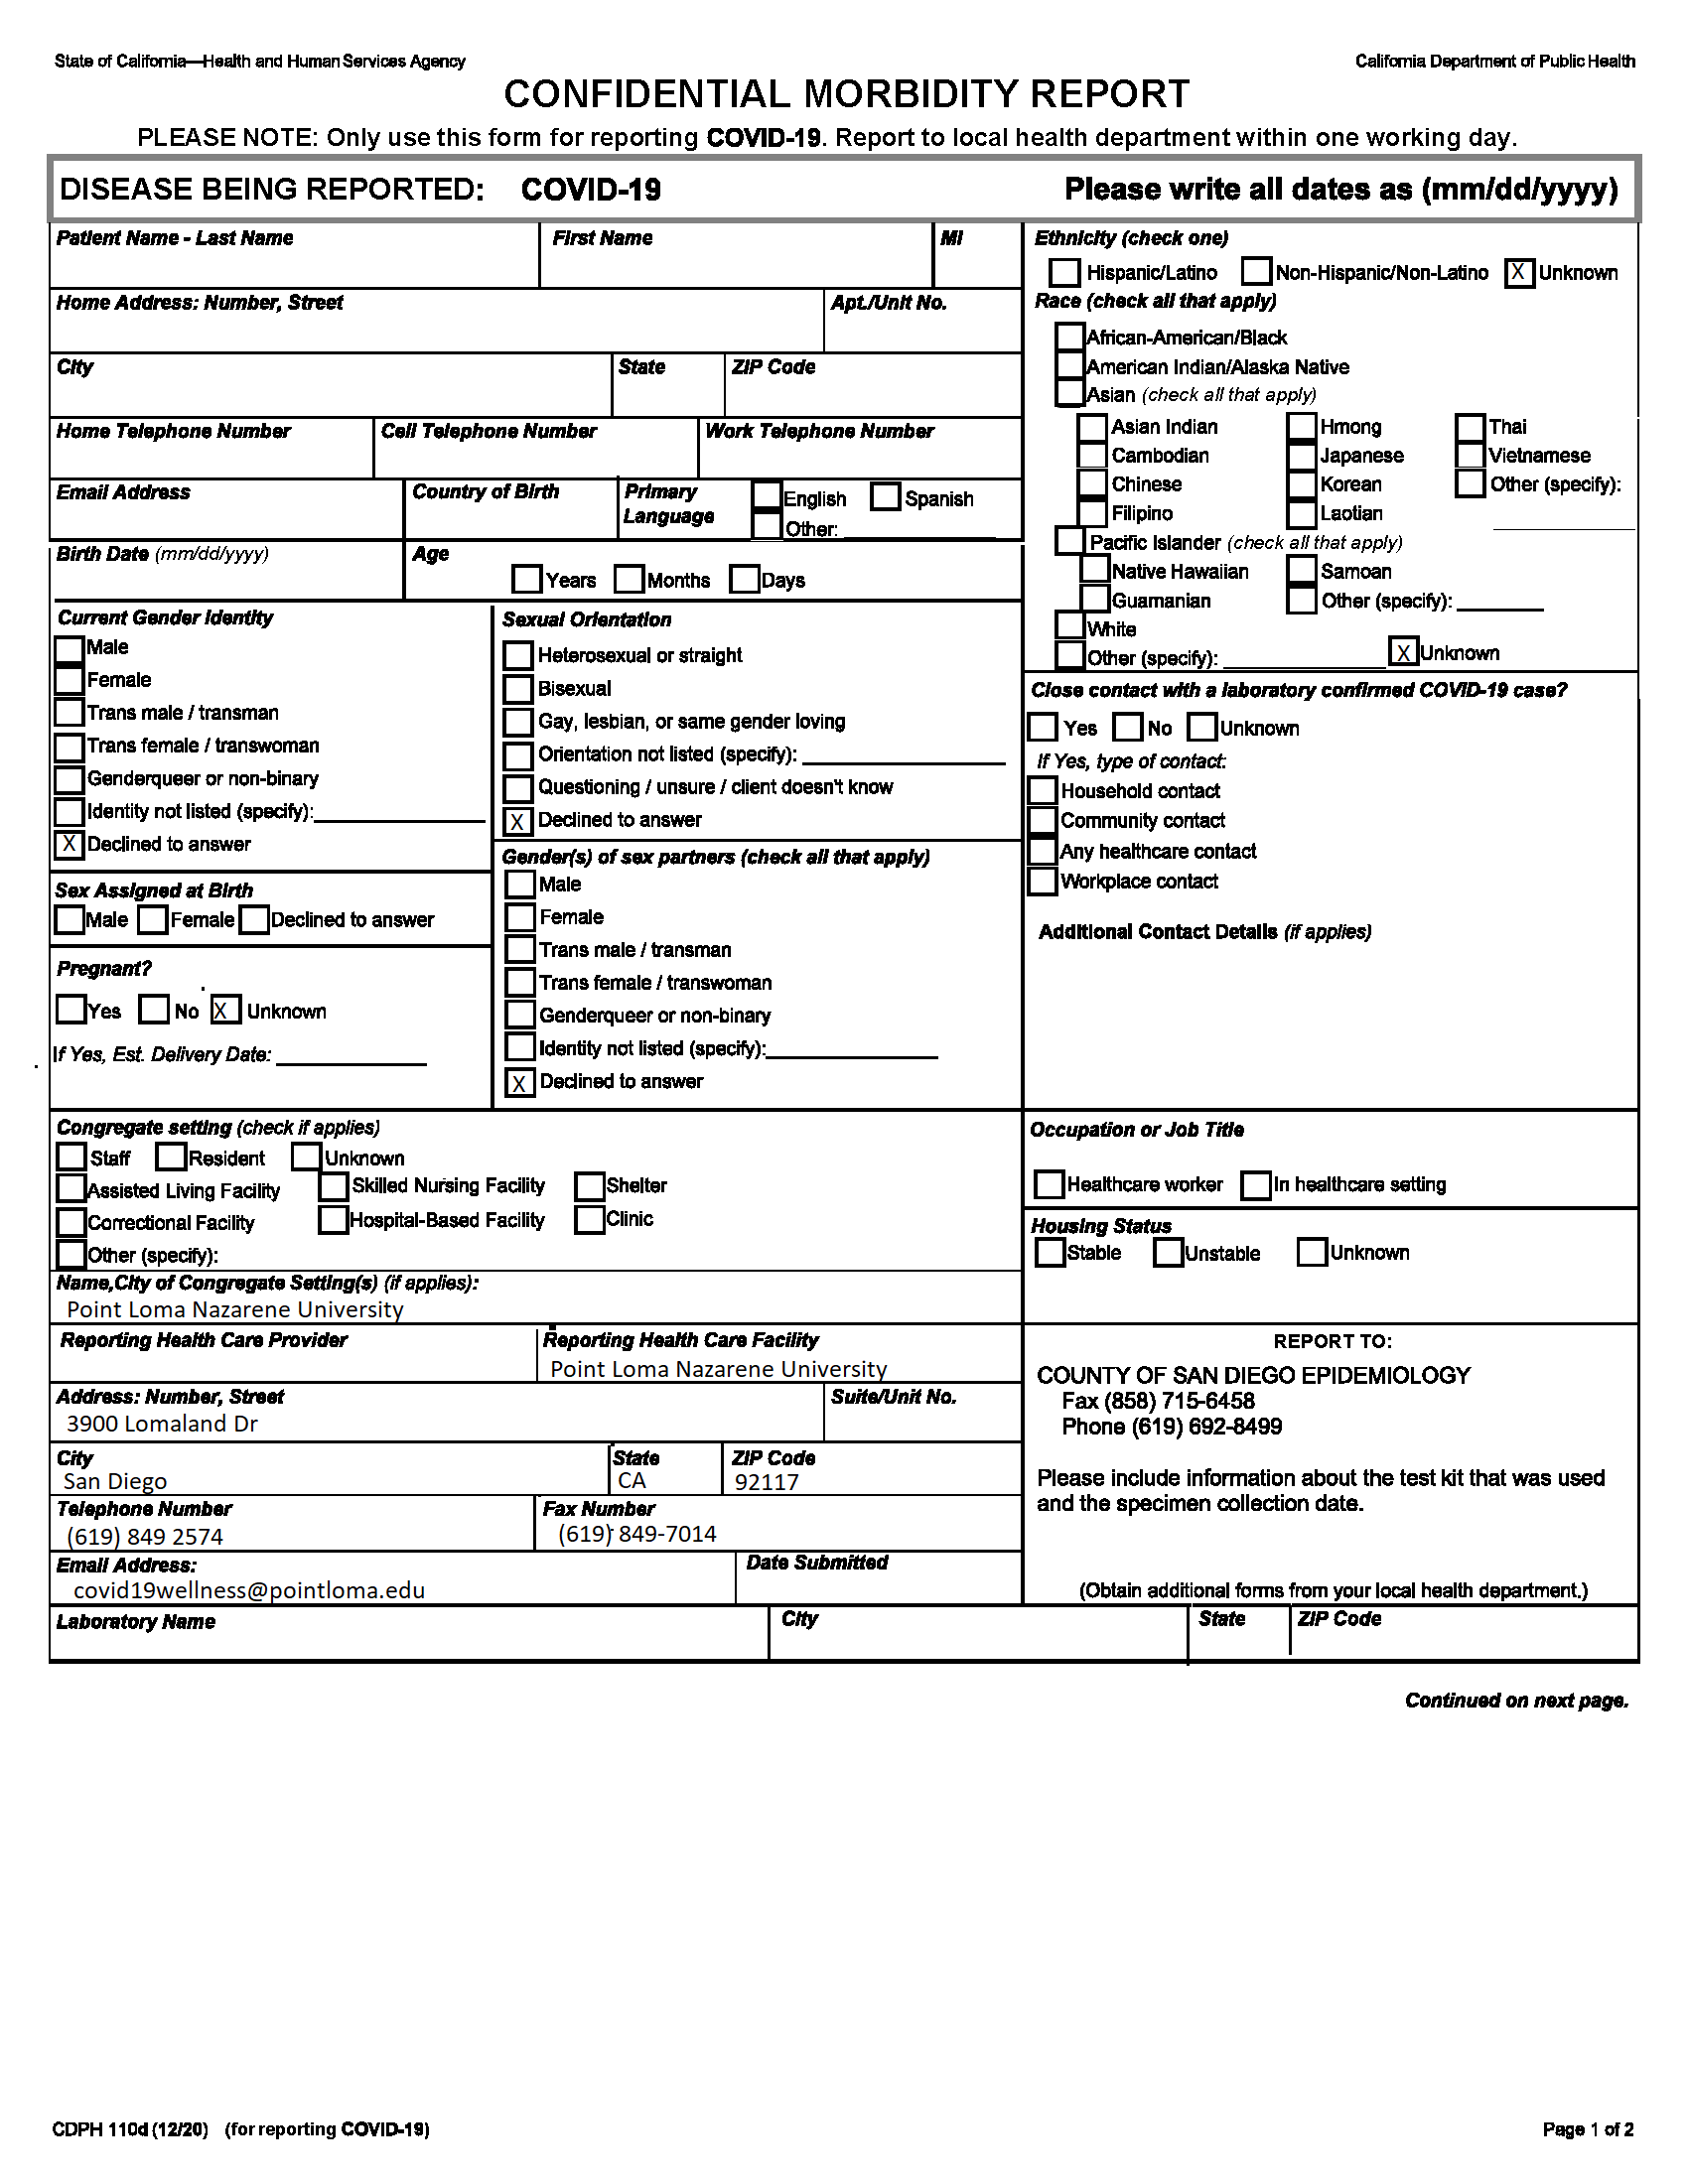 State of California—Health and Human Services Agency
California Department of Public Health
CONFIDENTIAL MORBIDITY REPORT
PLEASE NOTE: Only use this form for reporting COVID-19. Report to local health department within one working day.
DISEASE BEING REPORTED: COVID-19
Please write all dates as (mm/dd/yyyy)
Patient Name - Last Name
First Name
MI
Home Address: Number, Street
Apt./Unit No.
City
State
ZIP Code
Home Telephone Number
Cell Telephone Number
Work Telephone Number
Email Address
Country of Birth
Primary
Language
English
Spanish
Other:
Birth Date (mm/dd/yyyy)
Age
Years
Months
Days
Ethnicity (check one)
Hispanic/Latino
Non-Hispanic/Non-Latino
X Unknown
Race (check all that apply)
African-American/Black
American Indian/Alaska Native
Asian (check all that apply)
Asian Indian
Hmong
Thai
Cambodian
Japanese
Vietnamese
Chinese
Korean
Other (specify):
Filipino
Laotian
Pacific Islander (check all that apply)
Native Hawaiian
Samoan
Guamanian
Other (specify):
White
Other (specify):
X Unknown
Current Gender Identity
Male
Female
Trans male / transman
Trans female / transwoman
Genderqueer or non-binary
Identity not listed (specify):
X Declined to answer
Sexual Orientation
Heterosexual or straight
Bisexual
Gay, lesbian, or same gender loving
Orientation not listed (specify):
Questioning / unsure / client doesn't know
X Declined to answer
Sex Assigned at Birth
Male
Female
Declined to answer
Pregnant?
Yes
No
X Unknown
If Yes, Est. Delivery Date:
Gender(s) of sex partners (check all that apply)
Male
Female
Trans male / transman
Trans female / transwoman
Genderqueer or non-binary
Identity not listed (specify):
X Declined to answer
Close contact with a laboratory confirmed COVID-19 case?
Yes
No
Unknown
If Yes, type of contact:
Household contact
Community contact
Any healthcare contact
Workplace contact
Additional Contact Details (if applies)
Congregate setting (check if applies)
Staff
Resident
Unknown
Assisted Living Facility
Skilled Nursing Facility
Shelter
Correctional Facility
Hospital-Based Facility
Clinic
Other (specify):
Name,City of Congregate Setting(s) (if applies):
Point Loma Nazarene University
Occupation or Job Title
Healthcare worker
In healthcare setting
Housing Status
Stable
Unstable
Unknown
Reporting Health Care Provider
Reporting Health Care Facility
Point Loma Nazarene University
Address: Number, Street
3900 Lomaland Dr
Suite/Unit No.
City
San Diego
State
CA
ZIP Code
92117
Telephone Number
(619) 849 2574
Fax Number
(619) 849-7014
Email Address:
covid19wellness@pointloma.edu
Date Submitted
REPORT TO:
COUNTY OF SAN DIEGO EPIDEMIOLOGY
Fax (858) 715-6458
Phone (619) 692-8499
Please include information about the test kit that was used
and the specimen collection date.
(Obtain additional forms from your local health department.)
Laboratory Name
City
State
ZIP Code
Continued on next page.
CDPH 110d (12/20) (for reporting COVID-19)
Page 1 of 2